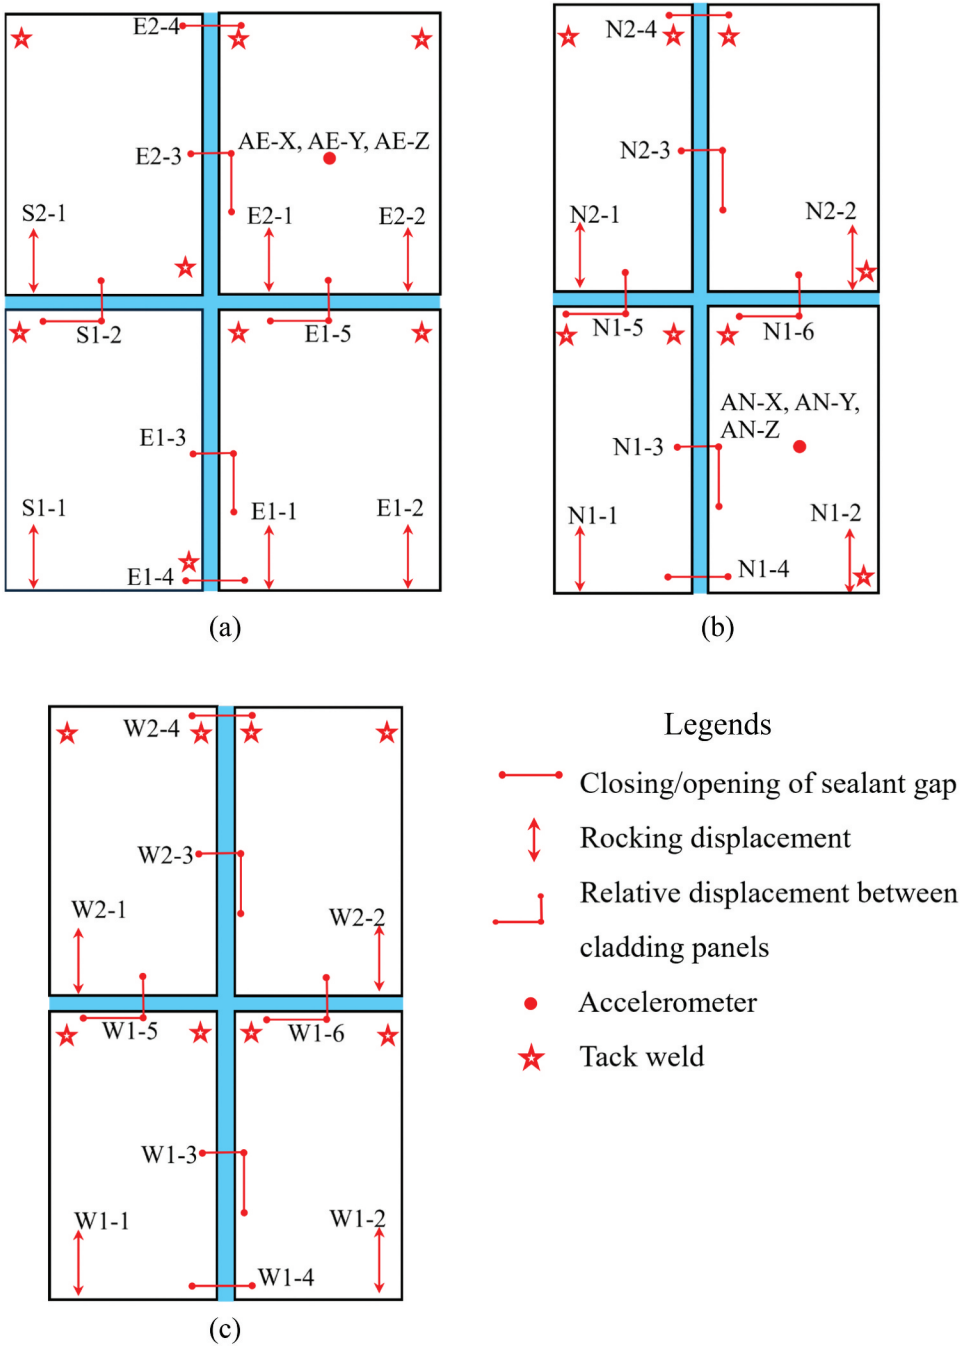 E2-4
E2-3
AE-X, AE-Y, AE-Z
S2-1
E2-1
E2-2
S1-2
E1-5
E1-3
S1-1
E1-1
E1-2
E1-4
(a)
N2-4
N2-3
N2-1
N2-2
N1-5
N1-6
AN-X, AN-Y,
AN-Z
N1-3
N1-1
N1-2
N1-4
(b)
W2-4
W2-3
W2-1
W2-2
W1-5
W1-6
W1-3
W1-1
W1-2
W1-4
(c)
Legends
Closing/opening of sealant gap
Rocking displacement
Relative displacement between
cladding panels
Accelerometer
Tack weld